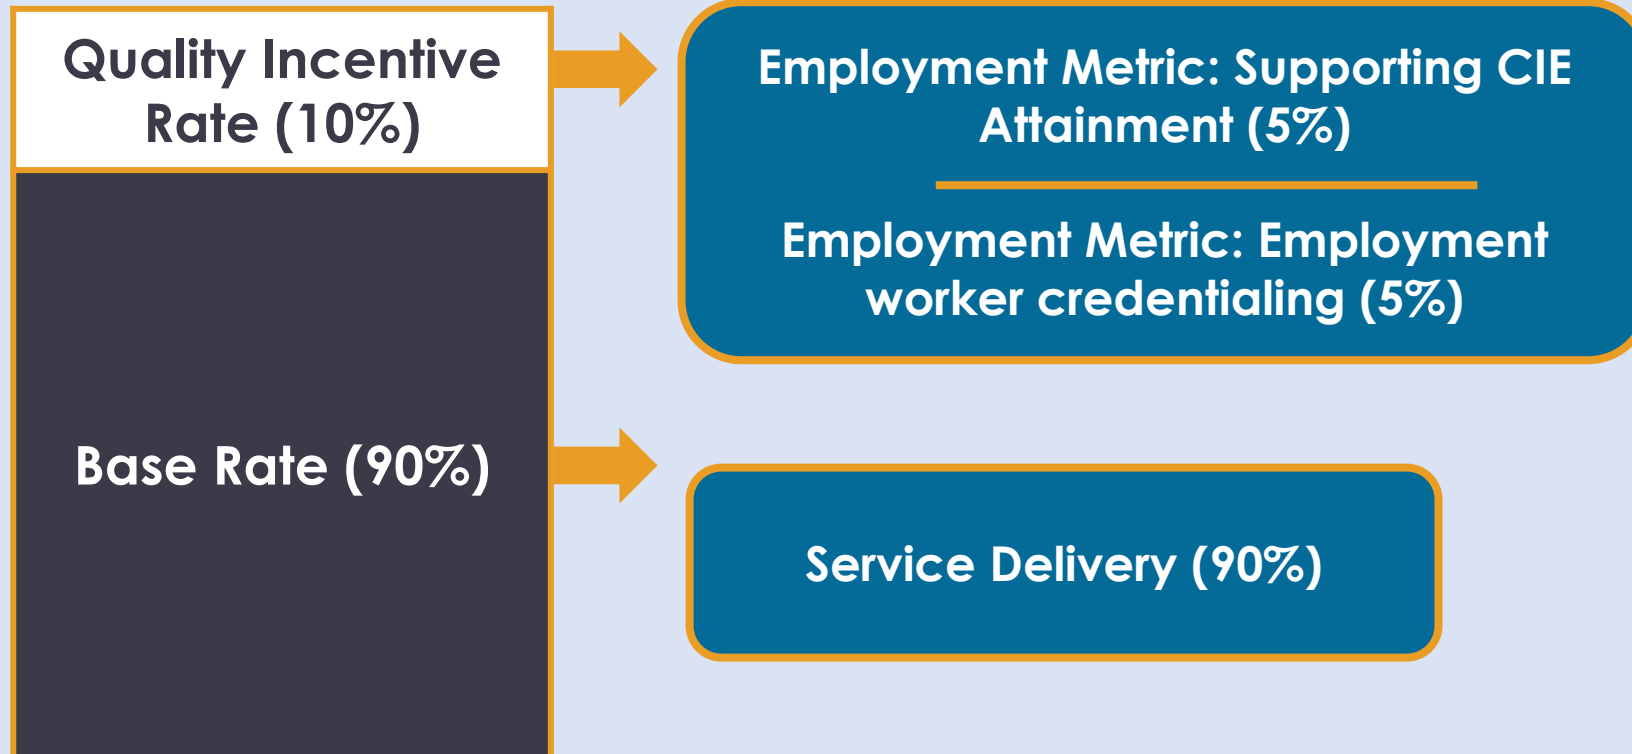 Quality Incentive
Rate (10%)
Employment Metric: Supporting CIE
Attainment (5%)
Employment Metric: Employment
worker credentialing (5%)
Base Rate (90%)
Service Delivery (90%)